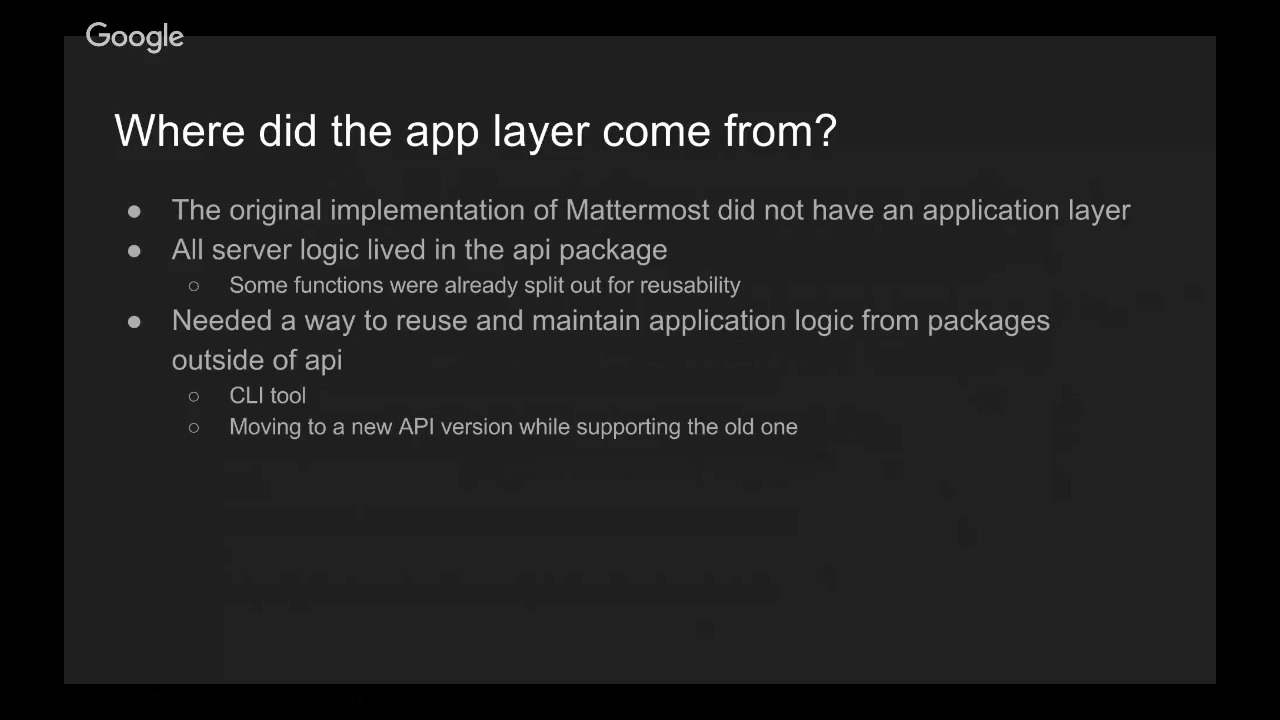 Google
Where did the app layer come from?
● The original implementation of Mattermost did not have an application layer
● All server logic lived in the api package
○ Some functions were already split out for reusability
● Needed a way to reuse and maintain application logic from packages
outside of api
○ CLI tool
○ Moving to a new API version while supporting the old one